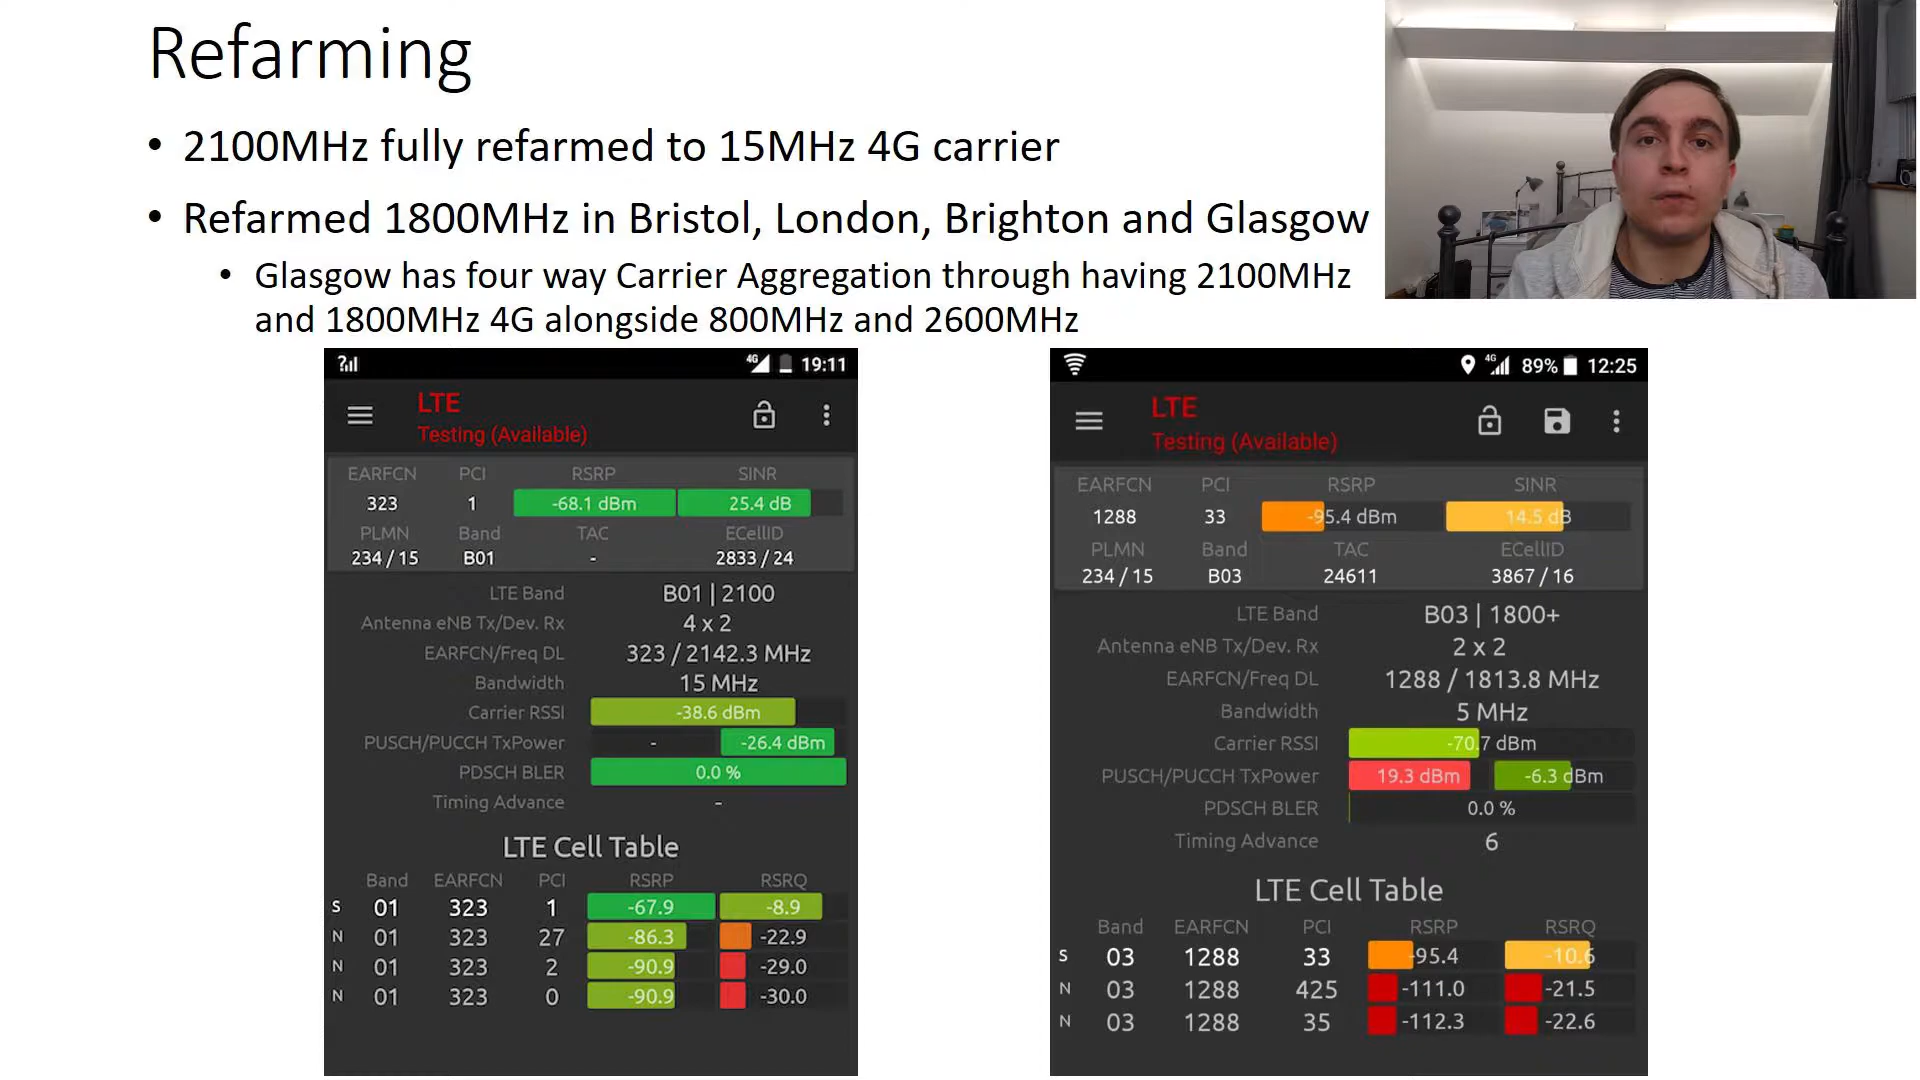 Refarming
• 2100MHz fully refarmed to 15MHz 4G carrier
• Refarmed 1800MHz in Bristol, London, Brighton and Glasgow
• Glasgow has four way Carrier Aggregation through having 2100MHz
and 1800MHz 4G alongside 800MHz and 2600MHz
? 4G 19:11
LTE
Testing (Available)
EARFCN PCI RSRP SINR
323 1 -68.1 dBm 25.4 dB
PLMN Band TAC ECellID
234 / 15 B01 - 2833 / 24
LTE Band B01 | 2100
Antenna eNB Tx/Dev. Rx 4 x 2
EARFCN/Freq DL 323 / 2142.3 MHz
Bandwidth 15 MHz
Carrier RSSI -38.6 dBm
PUSCH/PUCCH TxPower - -26.4 dBm
PDSCH BLER 0.0 %
Timing Advance -
LTE Cell Table
Band EARFCN PCI RSRP RSRQ
S 01 323 1 -67.9 -8.9
N 01 323 27 -86.3 -22.9
N 01 323 2 -90.9 -29.0
N 01 323 0 -90.9 -30.0
4G 89% 12:25
LTE
Testing (Available)
EARFCN PCI RSRP SINR
1288 33 -95.4 dBm 14.5 dB
PLMN Band TAC ECellID
234 / 15 B03 24611 3867 / 16
LTE Band B03 | 1800+
Antenna eNB Tx/Dev. Rx 2 x 2
EARFCN/Freq DL 1288 / 1813.8 MHz
Bandwidth 5 MHz
Carrier RSSI -70.7 dBm
PUSCH/PUCCH TxPower 19.3 dBm -6.3 dBm
PDSCH BLER 0.0 %
Timing Advance 6
LTE Cell Table
Band EARFCN PCI RSRP RSRQ
S 03 1288 33 -95.4 -10.6
N 03 1288 425 -111.0 -21.5
N 03 1288 35 -112.3 -22.6